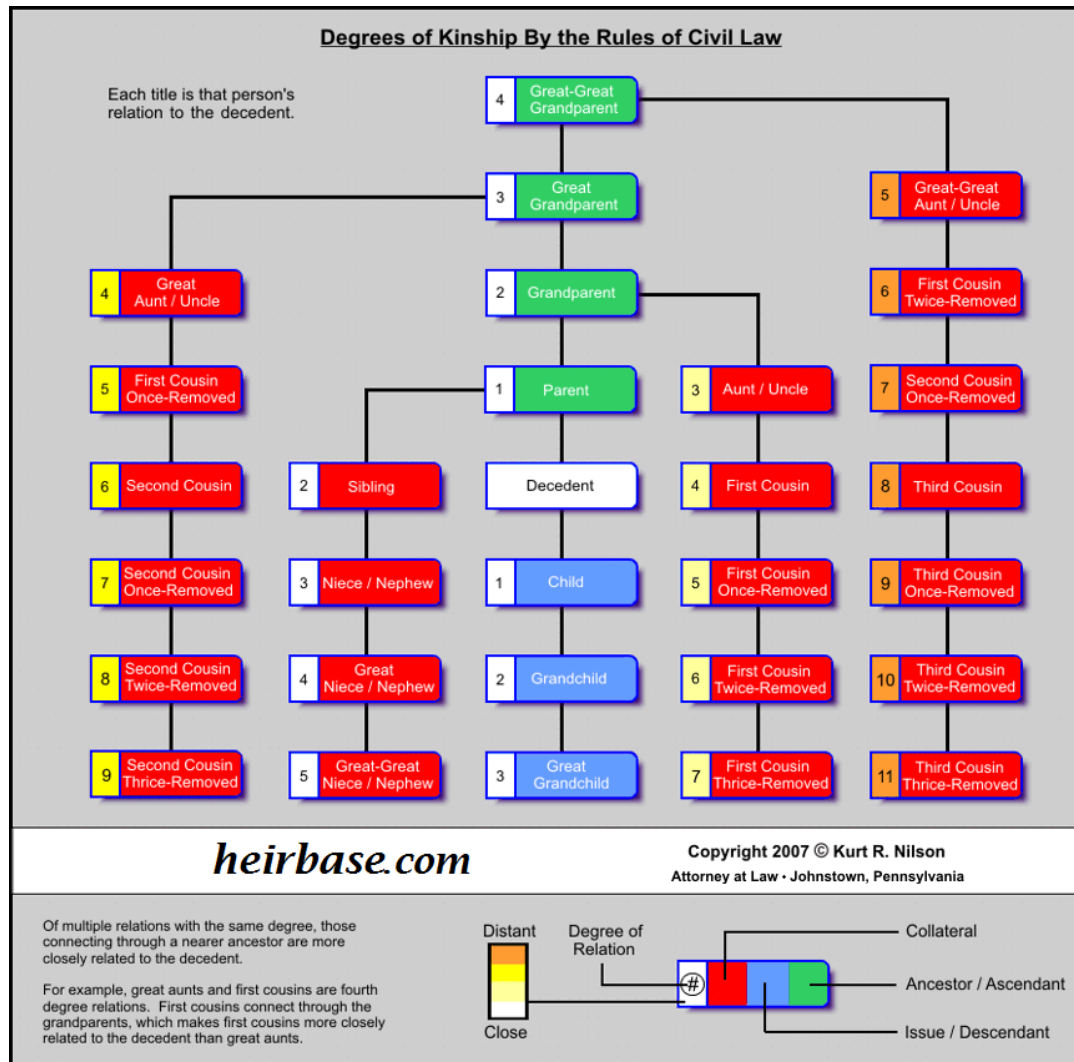 Degrees of Kinship By the Rules of Civil Law
Each title is that person's
relation to the decedent.
4
Great-Great
Grandparent
3
Great
Grandparent
5
Great-Great
Aunt / Uncle
4
Great
Aunt / Uncle
2
Grandparent
6
First Cousin
Twice-Removed
5
First Cousin
Once-Removed
1
Parent
3
Aunt / Uncle
7
Second Cousin
Once-Removed
6
Second Cousin
2
Sibling
Decedent
4
First Cousin
8
Third Cousin
7
Second Cousin
Once-Removed
3
Niece / Nephew
1
Child
5
First Cousin
Once-Removed
9
Third Cousin
Once-Removed
8
Second Cousin
Twice-Removed
4
Great
Niece / Nephew
2
Grandchild
6
First Cousin
Twice-Removed
10
Third Cousin
Twice-Removed
9
Second Cousin
Thrice-Removed
5
Great-Great
Niece / Nephew
3
Great
Grandchild
7
First Cousin
Thrice-Removed
11
Third Cousin
Thrice-Removed
heirbase.com
Copyright 2007 © Kurt R. Nilson
Attorney at Law • Johnstown, Pennsylvania
Of multiple relations with the same degree, those
connecting through a nearer ancestor are more
closely related to the decedent.
For example, great aunts and first cousins are fourth
degree relations. First cousins connect through the
grandparents, which makes first cousins more closely
related to the decedent than great aunts.
Distant
Close
Degree of
Relation
#
Collateral
Ancestor / Ascendant
Issue / Descendant